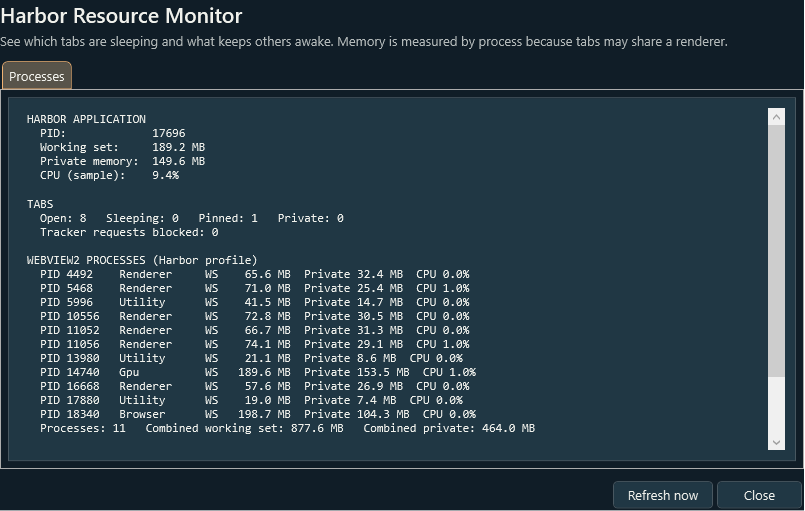 Harbor Resource Monitor
See which tabs are sleeping and what keeps others awake. Memory is measured by process because tabs may share a renderer.
Processes
HARBOR APPLICATION
PID: 17696
Working set: 189.2 MB
Private memory: 149.6 MB
CPU (sample): 9.4%
TABS
Open: 8 Sleeping: 0 Pinned: 1 Private: 0
Tracker requests blocked: 0
WEBVIEW2 PROCESSES (Harbor profile)
PID 4492 Renderer WS 65.6 MB Private 32.4 MB CPU 0.0%
PID 5468 Renderer WS 71.0 MB Private 25.4 MB CPU 1.0%
PID 5996 Utility WS 41.5 MB Private 14.7 MB CPU 0.0%
PID 10556 Renderer WS 72.8 MB Private 30.5 MB CPU 0.0%
PID 11052 Renderer WS 66.7 MB Private 31.3 MB CPU 0.0%
PID 11056 Renderer WS 74.1 MB Private 29.1 MB CPU 1.0%
PID 13980 Utility WS 21.1 MB Private 8.6 MB CPU 0.0%
PID 14740 Gpu WS 189.6 MB Private 153.5 MB CPU 1.0%
PID 16668 Renderer WS 57.6 MB Private 26.9 MB CPU 0.0%
PID 17880 Utility WS 19.0 MB Private 7.4 MB CPU 0.0%
PID 18340 Browser WS 198.7 MB Private 104.3 MB CPU 0.0%
Processes: 11 Combined working set: 877.6 MB Combined private: 464.0 MB
Refresh now
Close